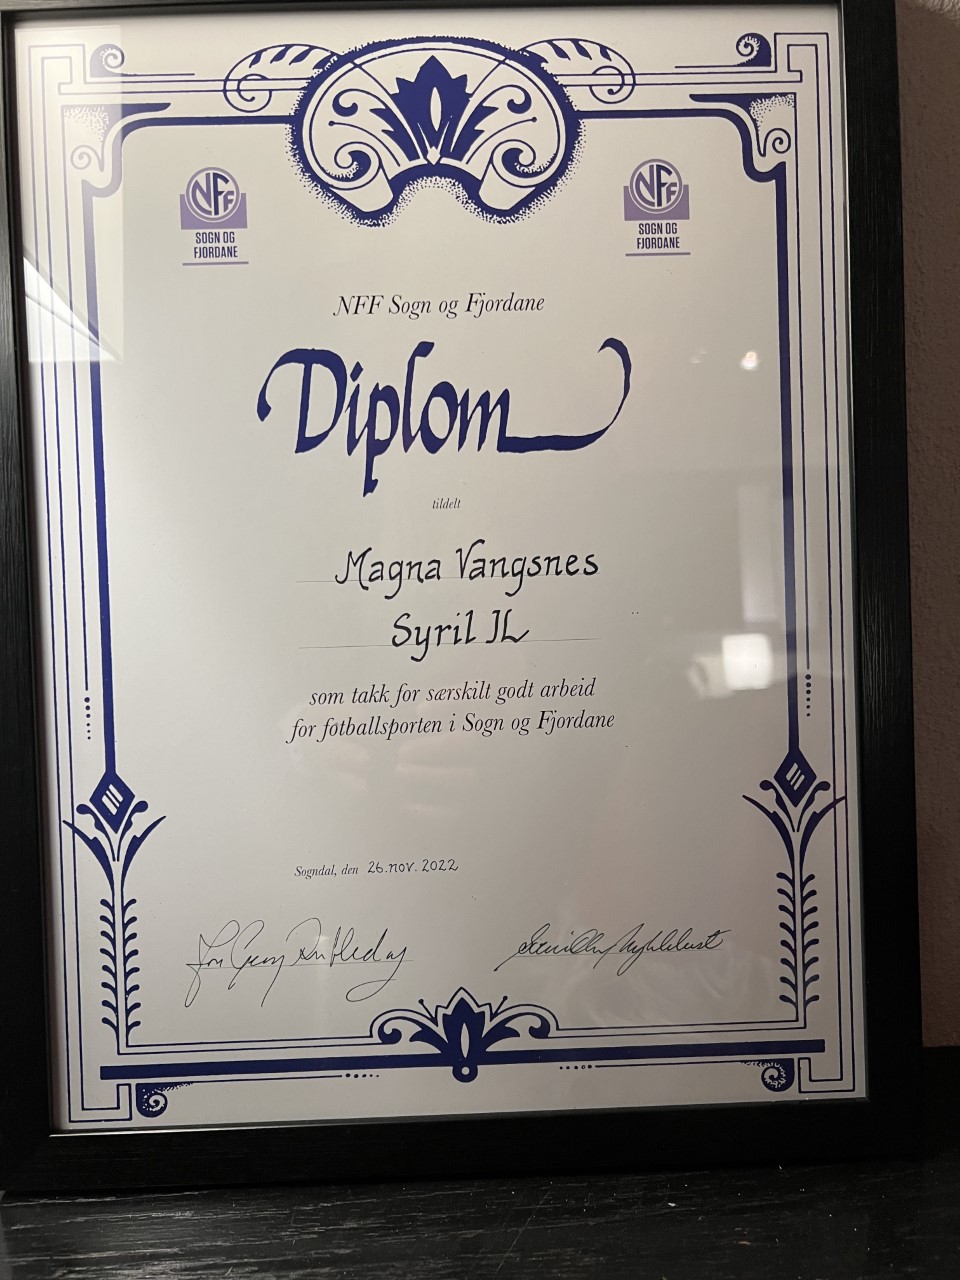 NFF
SOGN OG
FJORDANE
NFF
SOGN OG
FJORDANE
NFF Sogn og Fjordane
Diplom
tildelt
Magna Vangsnes
Syril IL
som takk for særskilt godt arbeid
for fotballsporten i Sogn og Fjordane
Sogndal, den 26.nov.2022